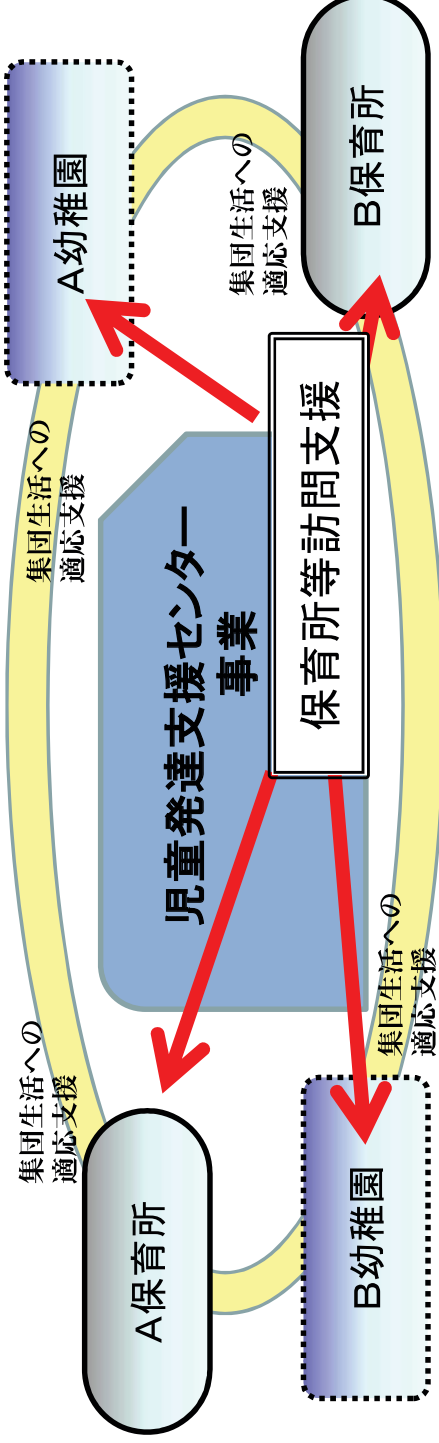 集団生活への
適応支援
集団生活への
適応支援
A保育所
A幼稚園
児童発達支援センター
事業
保育所等訪問支援
集団生活への
適応支援
集団生活への
適応支援
B幼稚園
B保育所